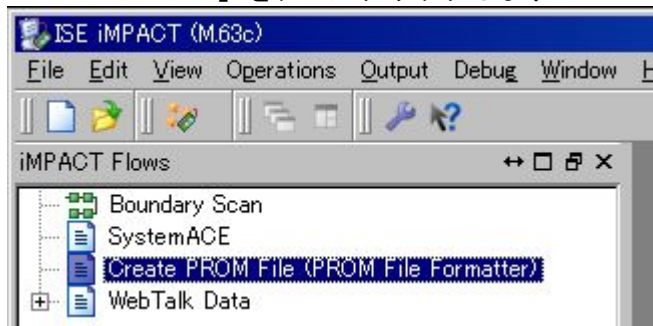 ISE iMPACT (M.63c)
File Edit View Operations Output Debug Window H
iMPACT Flows
Boundary Scan
SystemACE
Create PROM File (PROM File Formatter)
WebTalk Data